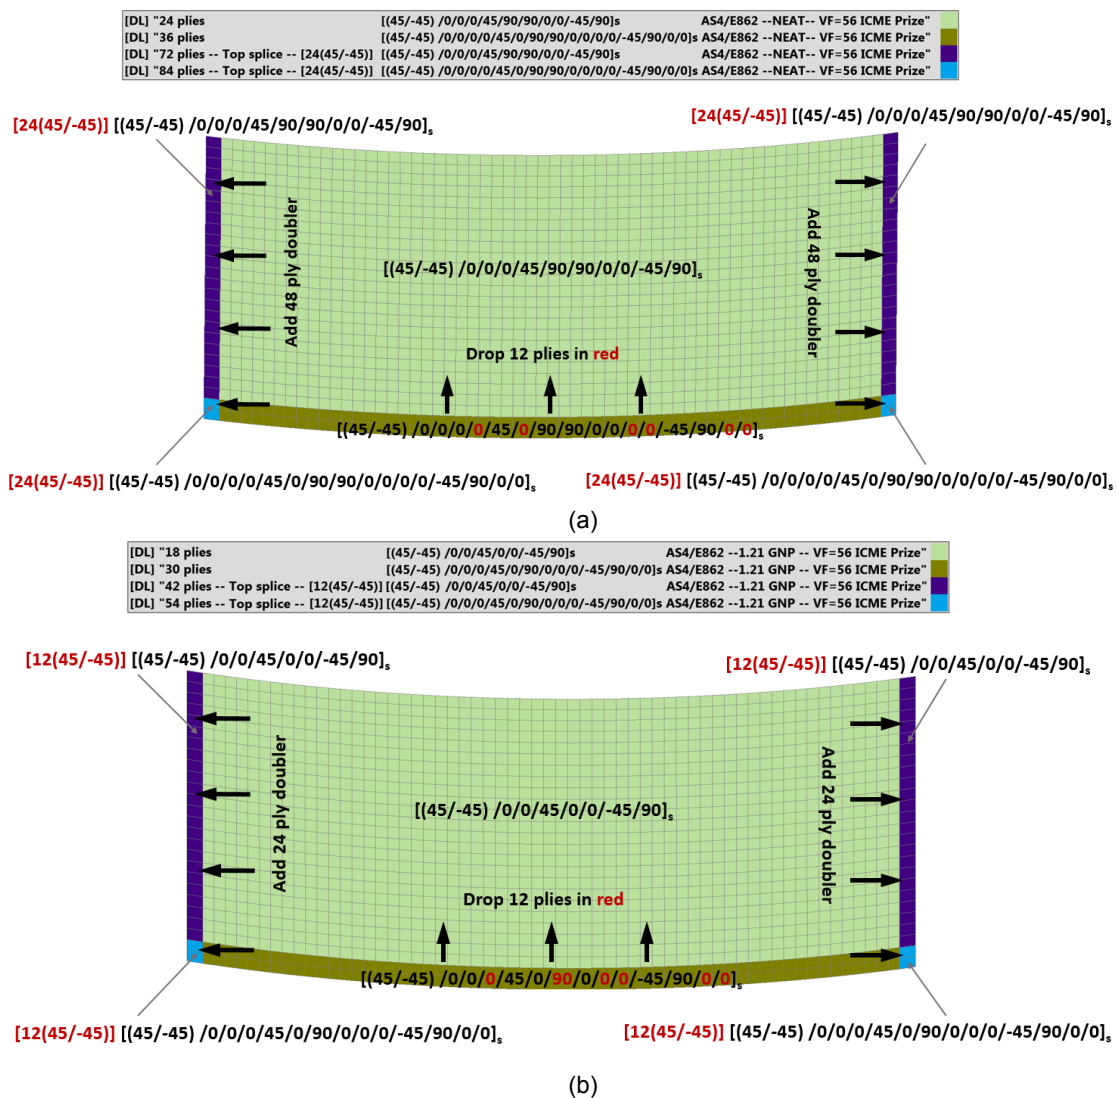 [DL] "24 plies [(45/-45) /0/0/0/45/90/90/0/0/-45/90]s AS4/E862 --NEAT-- VF=56 ICME Prize"
[DL] "36 plies [(45/-45) /0/0/0/0/45/0/90/90/0/0/0/0/-45/90/0/0]s AS4/E862 --NEAT-- VF=56 ICME Prize"
[DL] "72 plies -- Top splice -- [24(45/-45)] [(45/-45) /0/0/0/45/90/90/0/0/-45/90]s AS4/E862 --NEAT-- VF=56 ICME Prize"
[DL] "84 plies -- Top splice -- [24(45/-45)] [(45/-45) /0/0/0/0/45/0/90/90/0/0/0/0/-45/90/0/0]s AS4/E862 --NEAT-- VF=56 ICME Prize"
[24(45/-45)] [(45/-45) /0/0/0/45/90/90/0/0/-45/90]s
[24(45/-45)] [(45/-45) /0/0/0/45/90/90/0/0/-45/90]s
Add 48 ply doubler
[(45/-45) /0/0/0/45/90/90/0/0/-45/90]s
Add 48 ply doubler
Drop 12 plies in red
[(45/-45) /0/0/0/0/45/0/90/90/0/0/0/0/-45/90/0/0]s
[24(45/-45)] [(45/-45) /0/0/0/0/45/0/90/90/0/0/0/0/-45/90/0/0]s
[24(45/-45)] [(45/-45) /0/0/0/0/45/0/90/90/0/0/0/0/-45/90/0/0]s
(a)
[DL] "18 plies [(45/-45) /0/0/45/0/0/-45/90]s AS4/E862 --1.21 GNP -- VF=56 ICME Prize"
[DL] "30 plies [(45/-45) /0/0/0/45/0/90/0/0/0/-45/90/0/0]s AS4/E862 --1.21 GNP -- VF=56 ICME Prize"
[DL] "42 plies -- Top splice -- [12(45/-45)] [(45/-45) /0/0/45/0/0/-45/90]s AS4/E862 --1.21 GNP -- VF=56 ICME Prize"
[DL] "54 plies -- Top splice -- [12(45/-45)] [(45/-45) /0/0/0/45/0/90/0/0/0/-45/90/0/0]s AS4/E862 --1.21 GNP -- VF=56 ICME Prize"
[12(45/-45)] [(45/-45) /0/0/45/0/0/-45/90]s
[12(45/-45)] [(45/-45) /0/0/45/0/0/-45/90]s
Add 24 ply doubler
[(45/-45) /0/0/45/0/0/-45/90]s
Add 24 ply doubler
Drop 12 plies in red
[(45/-45) /0/0/0/45/0/90/0/0/0/-45/90/0/0]s
[12(45/-45)] [(45/-45) /0/0/0/45/0/90/0/0/0/-45/90/0/0]s
[12(45/-45)] [(45/-45) /0/0/0/45/0/90/0/0/0/-45/90/0/0]s
(b)